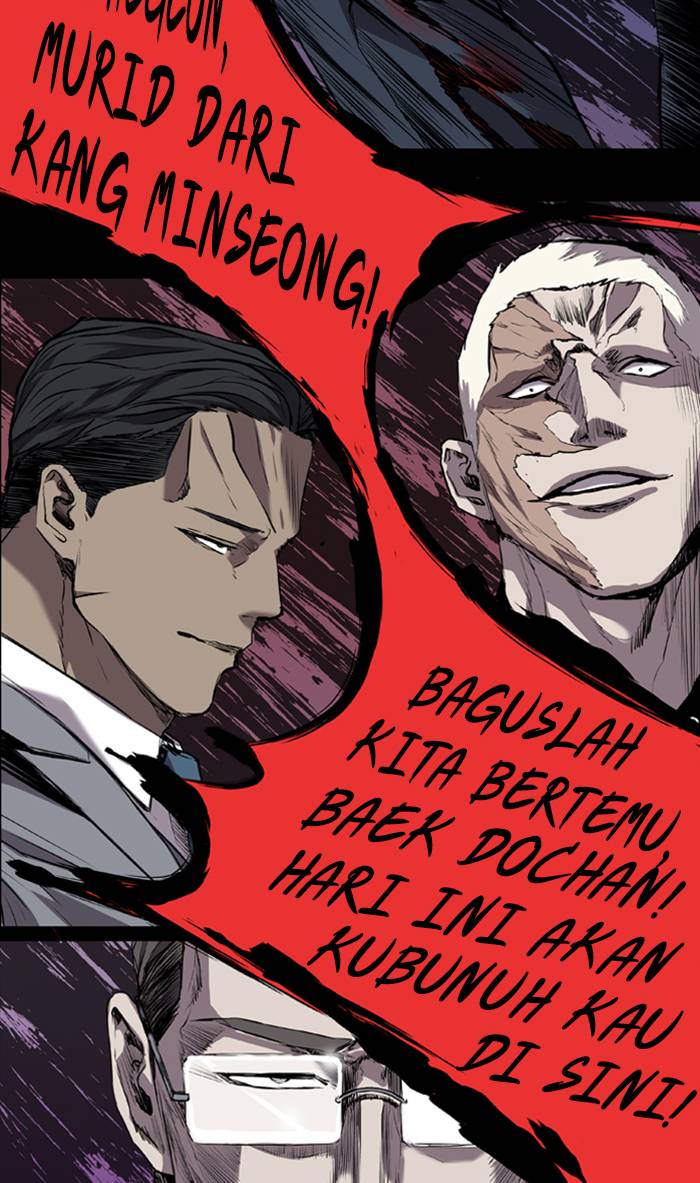 MURID DARI
KANG MINSEONG!
BAGUSLAH
KITA BERTEMU,
BAEK DOCHAN!
HARI INI AKAN
KUBUNUH KAU
DI SINI!